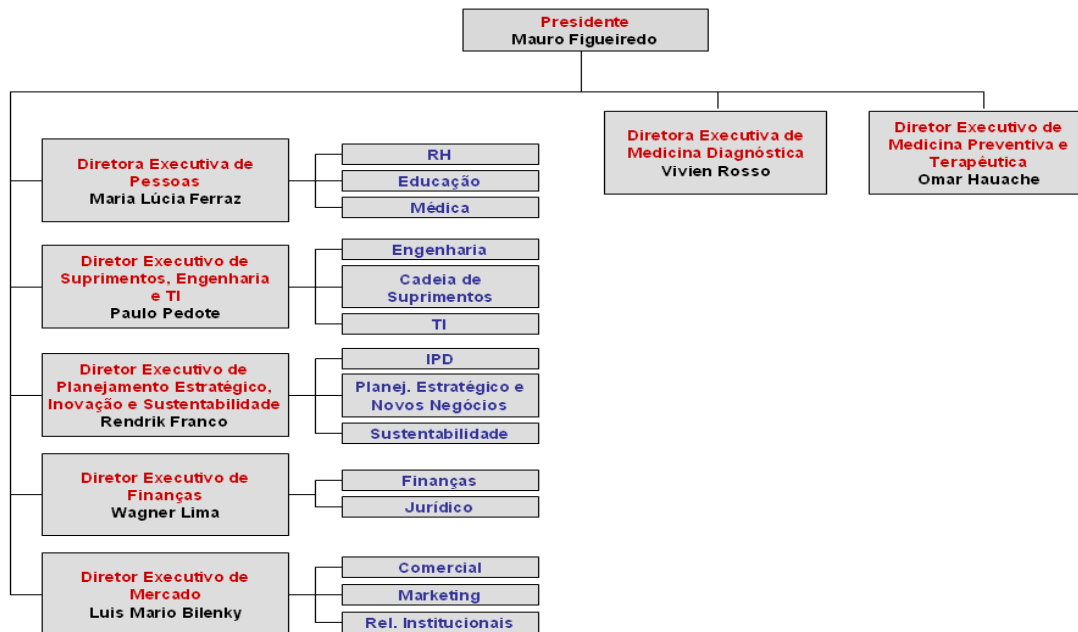 Presidente
Mauro Figueiredo
Diretora Executiva de
Medicina Diagnóstica
Vivien Rosso
Diretor Executivo de
Medicina Preventiva e
Terapêutica
Omar Hauache
Diretora Executiva de
Pessoas
Maria Lúcia Ferraz
RH
Educação
Médica
Diretor Executivo de
Suprimentos, Engenharia
e TI
Paulo Pedote
Engenharia
Cadeia de
Suprimentos
TI
Diretor Executivo de
Planejamento Estratégico,
Inovação e Sustentabilidade
Rendrik Franco
IPD
Planej. Estratégico e
Novos Negócios
Sustentabilidade
Diretor Executivo de
Finanças
Wagner Lima
Finanças
Jurídico
Diretor Executivo de
Mercado
Luis Mario Bilenky
Comercial
Marketing
Rel. Institucionais